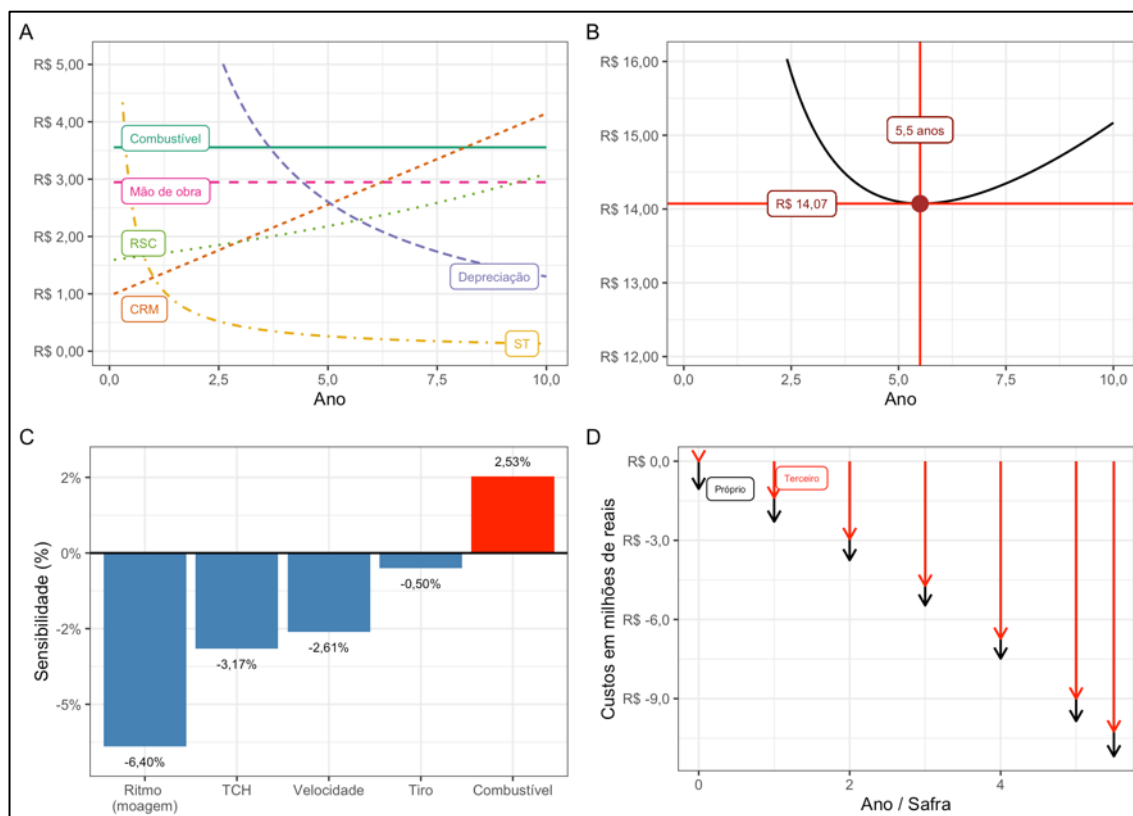 A
R$ 5,00
R$ 4,00
R$ 3,00
R$ 2,00
R$ 1,00
R$ 0,00
Combustível
Mão de obra
RSC
CRM
Depreciação
ST
0,0
2,5
5,0
7,5
10,0
Ano
B
R$ 16,00
R$ 15,00
R$ 14,00
R$ 13,00
R$ 12,00
5,5 anos
R$ 14,07
0,0
2,5
5,0
7,5
10,0
Ano
C
Sensibilidade (%)
2%
0%
-2%
-5%
2,53%
-0,50%
-2,61%
-3,17%
-6,40%
Ritmo
(moagem)
TCH
Velocidade
Tiro
Combustível
D
Custos em milhões de reais
R$ 0,0
R$ -3,0
R$ -6,0
R$ -9,0
Próprio
Terceiro
0
2
4
Ano / Safra